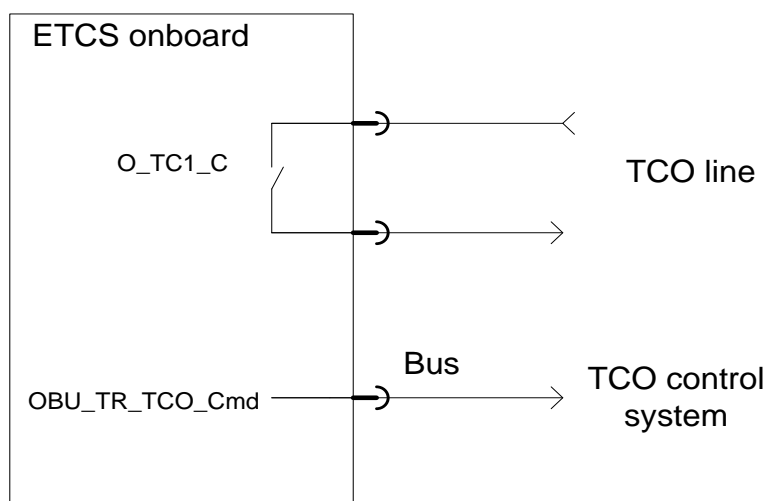 ETCS onboard
O_TC1_C
TCO line
Bus
OBU_TR_TCO_Cmd
TCO control
system